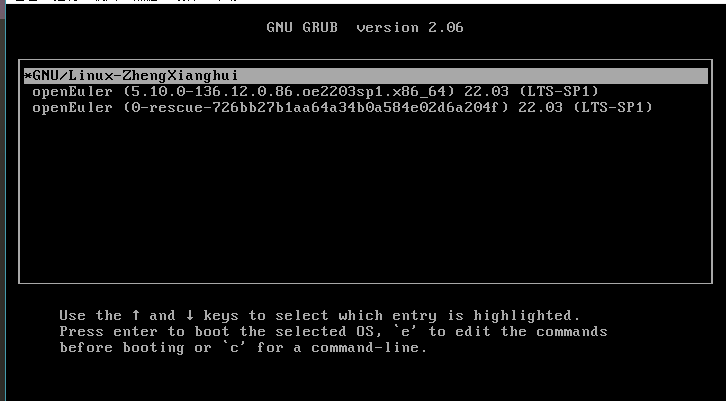 GNU GRUB version 2.06
*GNU/Linux-ZhengXianghui
openEuler (5.10.0-136.12.0.86.oe2203sp1.x86_64) 22.03 (LTS-SP1)
openEuler (0-rescue-726bb27b1aa64a34b0a584e02d6a204f) 22.03 (LTS-SP1)
Use the ↑ and ↓ keys to select which entry is highlighted.
Press enter to boot the selected OS, `e' to edit the commands
before booting or `c' for a command-line.